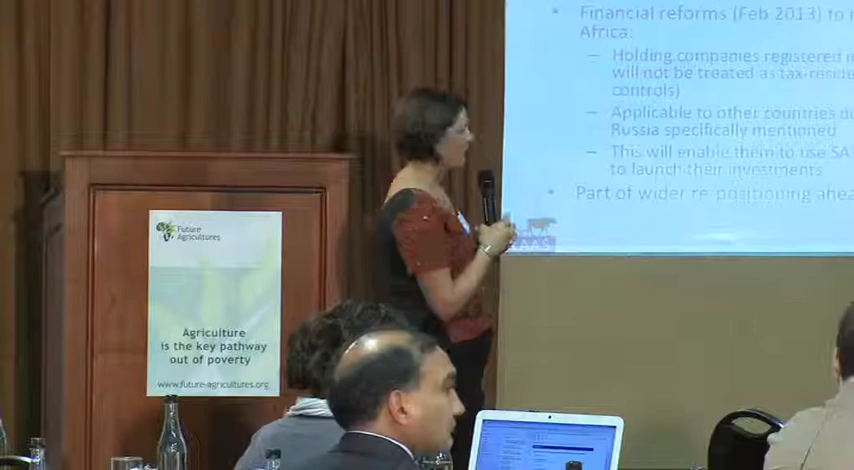 Financial reforms (Feb 2013) to
Africa:
Holding companies registered
will not be treated as tax-reside
controls)
Applicable to other countries
Russia specifically mentioned
This will enable them to use SA
to launch their investments
Part of wider re-positioning ahea
Future
Agricultures
PLAAS
Agriculture
is the key pathway
out of poverty
www.future-agricultures.org